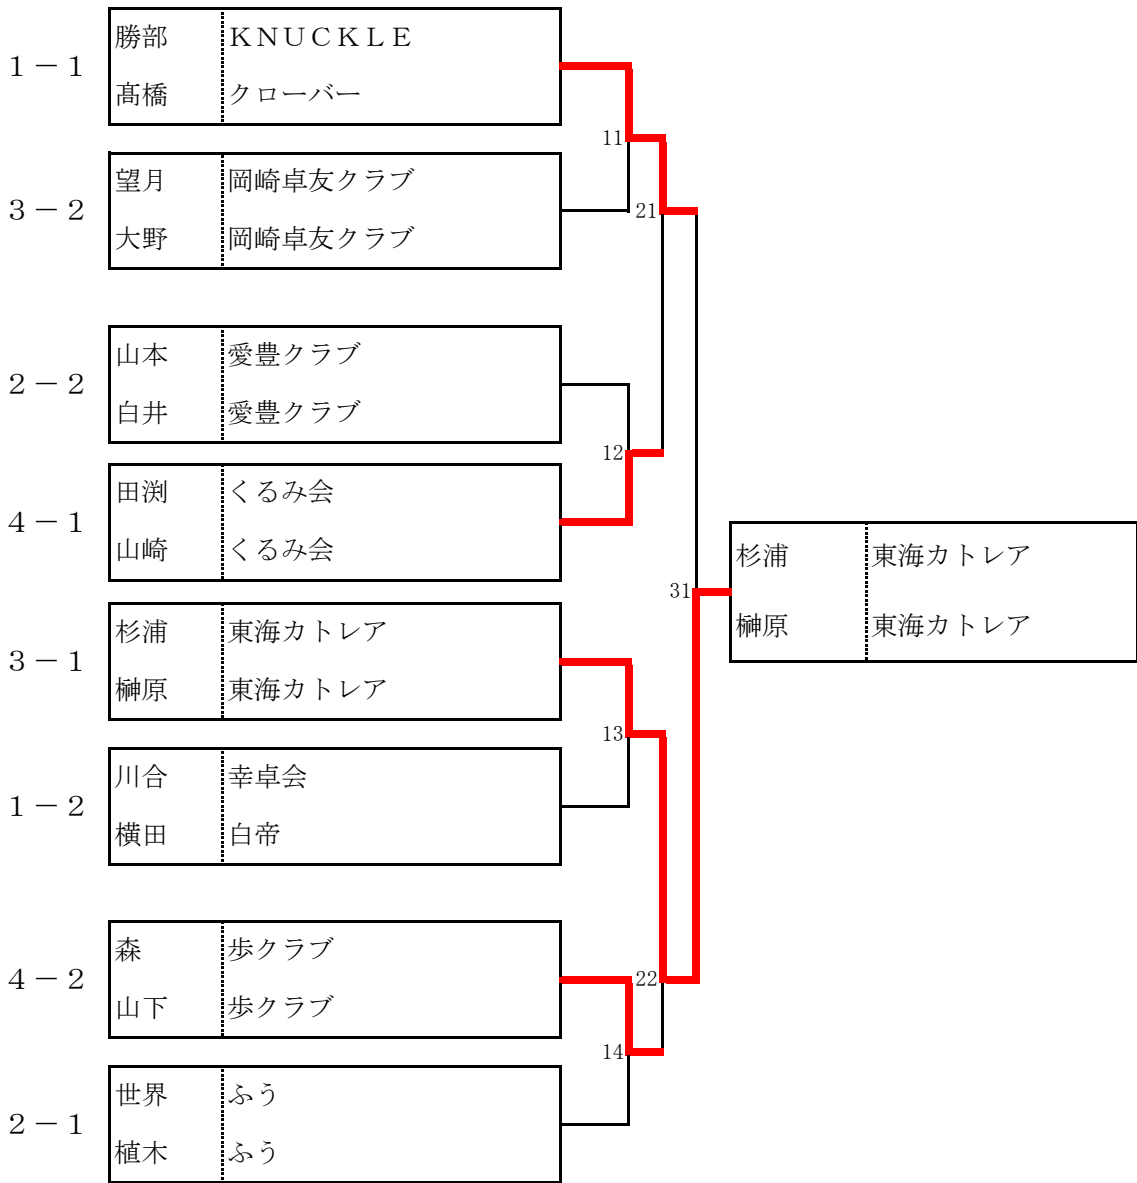 1－1
勝部 KNUCKLE
髙橋 クローバー
11
3－2
望月 岡崎卓友クラブ
大野 岡崎卓友クラブ
21
2－2
山本 愛豊クラブ
白井 愛豊クラブ
12
4－1
田渕 くるみ会
山崎 くるみ会
31
杉浦 東海カトレア
榊原 東海カトレア
3－1
杉浦 東海カトレア
榊原 東海カトレア
13
1－2
川合 幸卓会
横田 白帝
4－2
森 歩クラブ
山下 歩クラブ
22
14
2－1
世界 ふう
植木 ふう